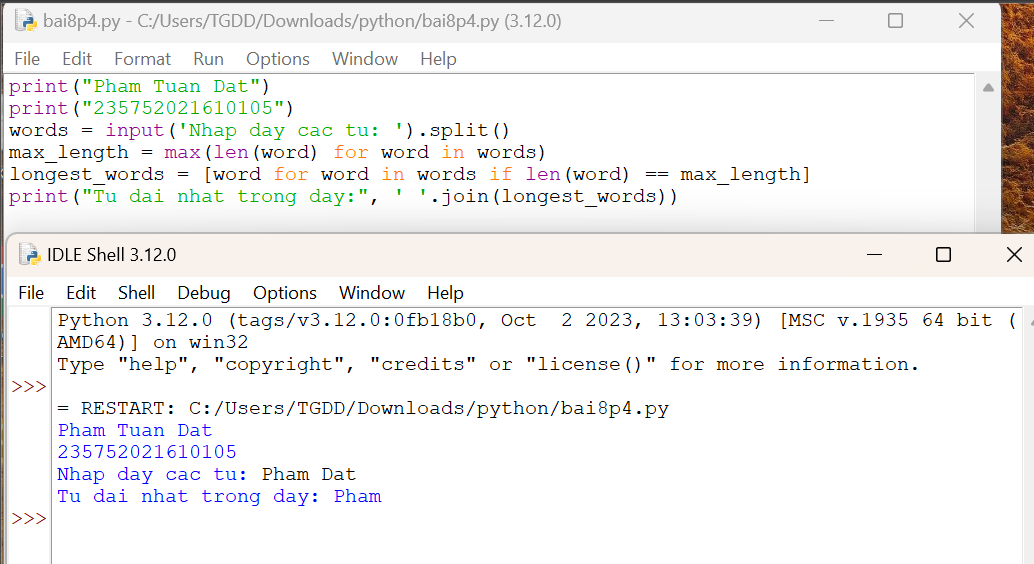 bai8p4.py - C:/Users/TGDD/Downloads/python/bai8p4.py (3.12.0)
File Edit Format Run Options Window Help
print("Pham Tuan Dat")
print("235752021610105")
words = input('Nhap day cac tu: ').split()
max_length = max(len(word) for word in words)
longest_words = [word for word in words if len(word) == max_length]
print("Tu dai nhat trong day:", ' '.join(longest_words))
IDLE Shell 3.12.0
File Edit Shell Debug Options Window Help
Python 3.12.0 (tags/v3.12.0:0fb18b0, Oct  2 2023, 13:03:39) [MSC v.1935 64 bit (
AMD64)] on win32
Type "help", "copyright", "credits" or "license()" for more information.
>>>
= RESTART: C:/Users/TGDD/Downloads/python/bai8p4.py
Pham Tuan Dat
235752021610105
Nhap day cac tu: Pham Dat
Tu dai nhat trong day: Pham
>>>